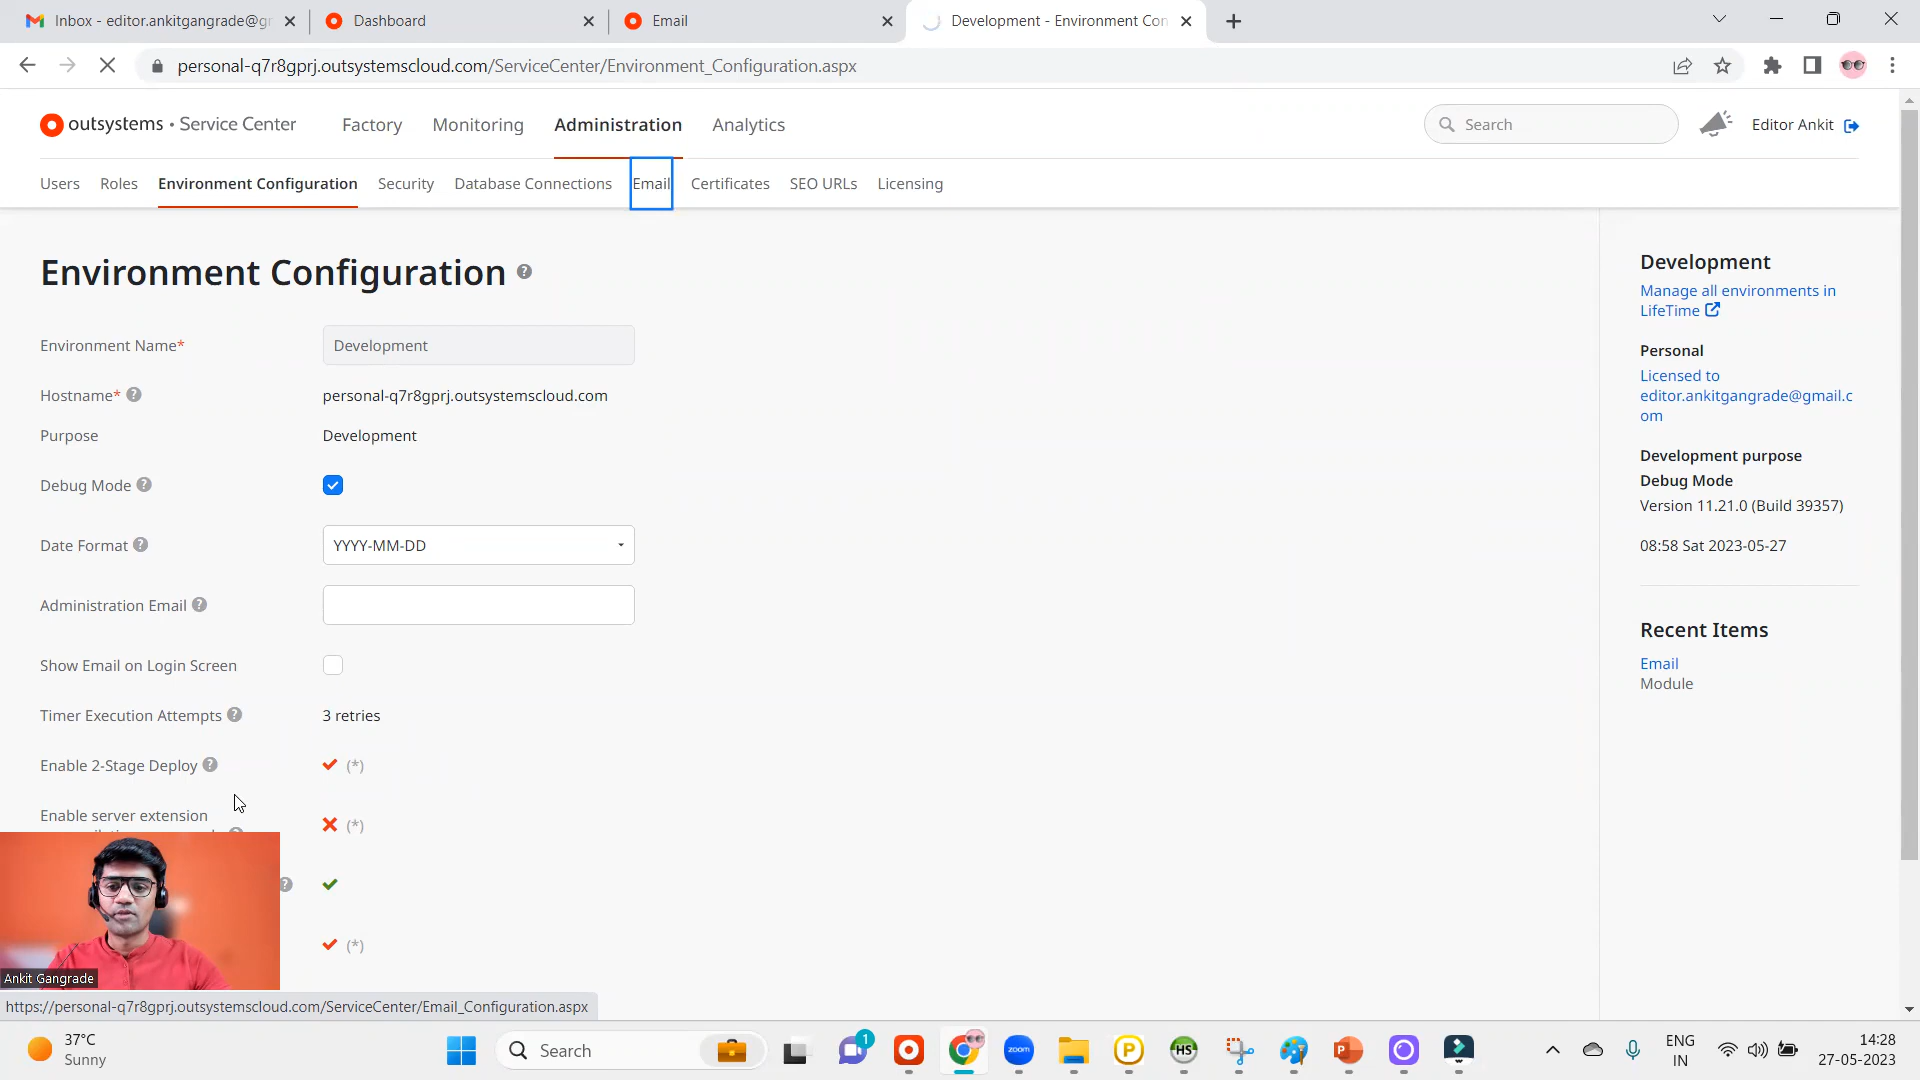 Inbox - editor.ankitgangrade@gr
Dashboard
Email
Development - Environment Con
personal-q7r8gprj.outsystemscloud.com/ServiceCenter/Environment_Configuration.aspx
outsystems • Service Center
Factory
Monitoring
Administration
Analytics
Search
Editor Ankit
Users
Roles
Environment Configuration
Security
Database Connections
Email
Certificates
SEO URLs
Licensing
Environment Configuration
Environment Name*
Development
Hostname*
personal-q7r8gprj.outsystemscloud.com
Purpose
Development
Debug Mode
Date Format
YYYY-MM-DD
Administration Email
Show Email on Login Screen
Timer Execution Attempts
3 retries
Enable 2-Stage Deploy
(*)
Enable server extension
(*)
(*)
Development
Manage all environments in
LifeTime
Personal
Licensed to
editor.ankitgangrade@gmail.c
om
Development purpose
Debug Mode
Version 11.21.0 (Build 39357)
08:58 Sat 2023-05-27
Recent Items
Email
Module
Ankit Gangrade
https://personal-q7r8gprj.outsystemscloud.com/ServiceCenter/Email_Configuration.aspx
37°C
Sunny
Search
1
zoom
P
HS
P
ENG
IN
14:28
27-05-2023